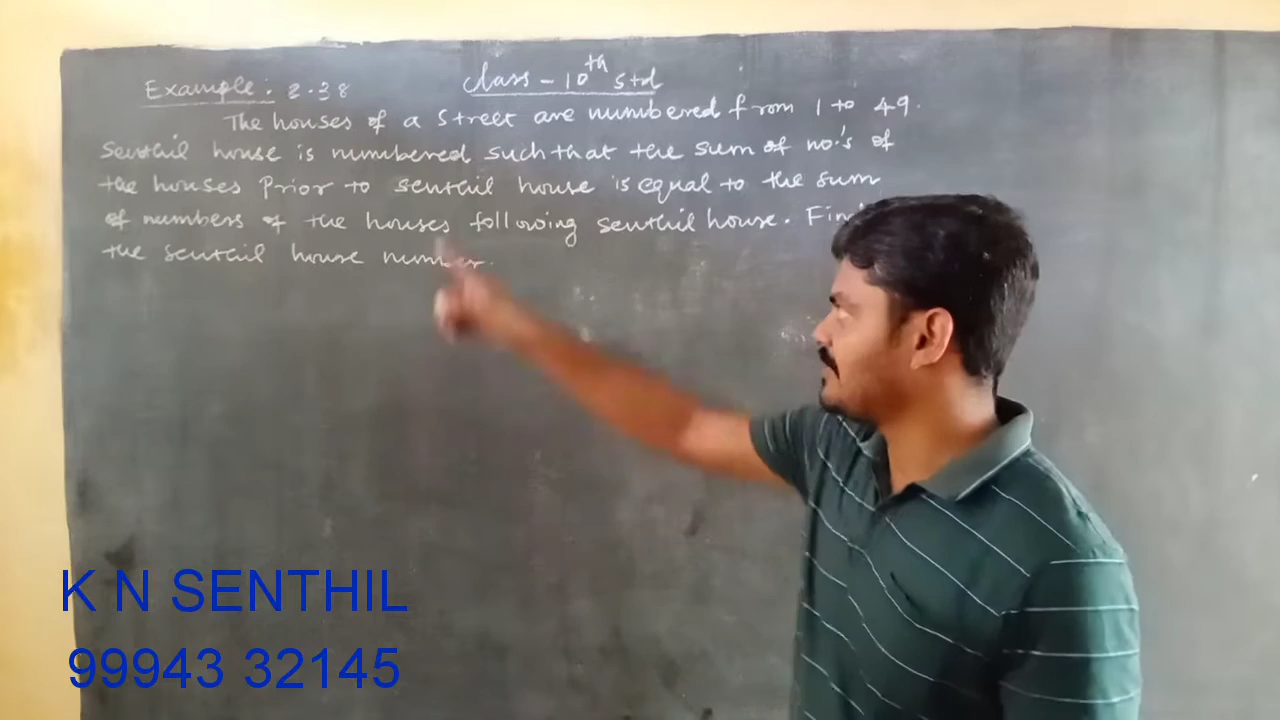 Class - 10th Std
Example : 2.38
The houses of a street are numbered from 1 to 49.
Senthil house is numbered such that the sum of no's of
the houses Prior to senthil house is equal to the sum
of numbers of the houses following senthil house. Find
the senthil house number.
K N SENTHIL
99943 32145